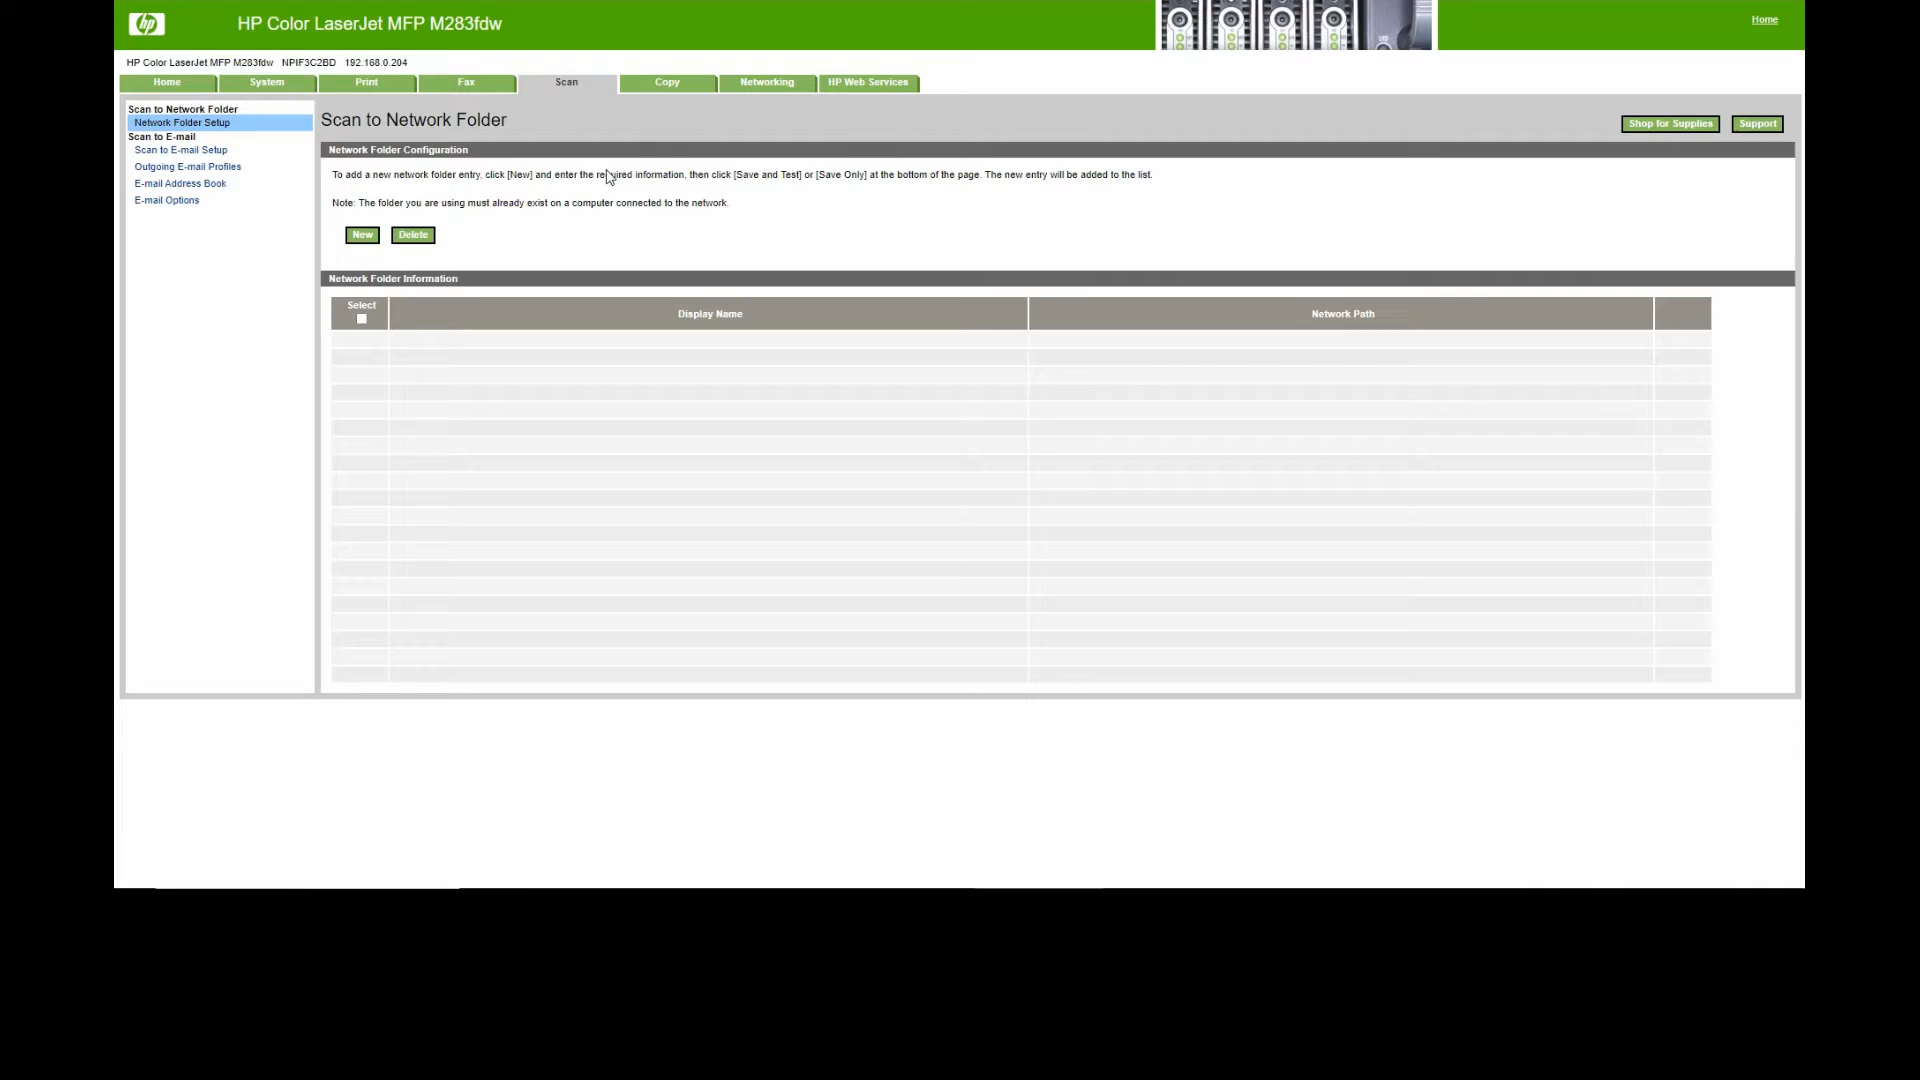 hp
HP Color LaserJet MFP M283fdw
Home
HP Color LaserJet MFP M283fdw NPIF3C2BD 192.168.0.204
Home System Print Fax Scan Copy Networking HP Web Services
Scan to Network Folder
Network Folder Setup
Scan to E-mail
Scan to E-mail Setup
Outgoing E-mail Profiles
E-mail Address Book
E-mail Options
Scan to Network Folder
Shop for Supplies Support
Network Folder Configuration
To add a new network folder entry, click [New] and enter the required information, then click [Save and Test] or [Save Only] at the bottom of the page. The new entry will be added to the list.
Note: The folder you are using must already exist on a computer connected to the network.
New Delete
Network Folder Information
Select Display Name Network Path